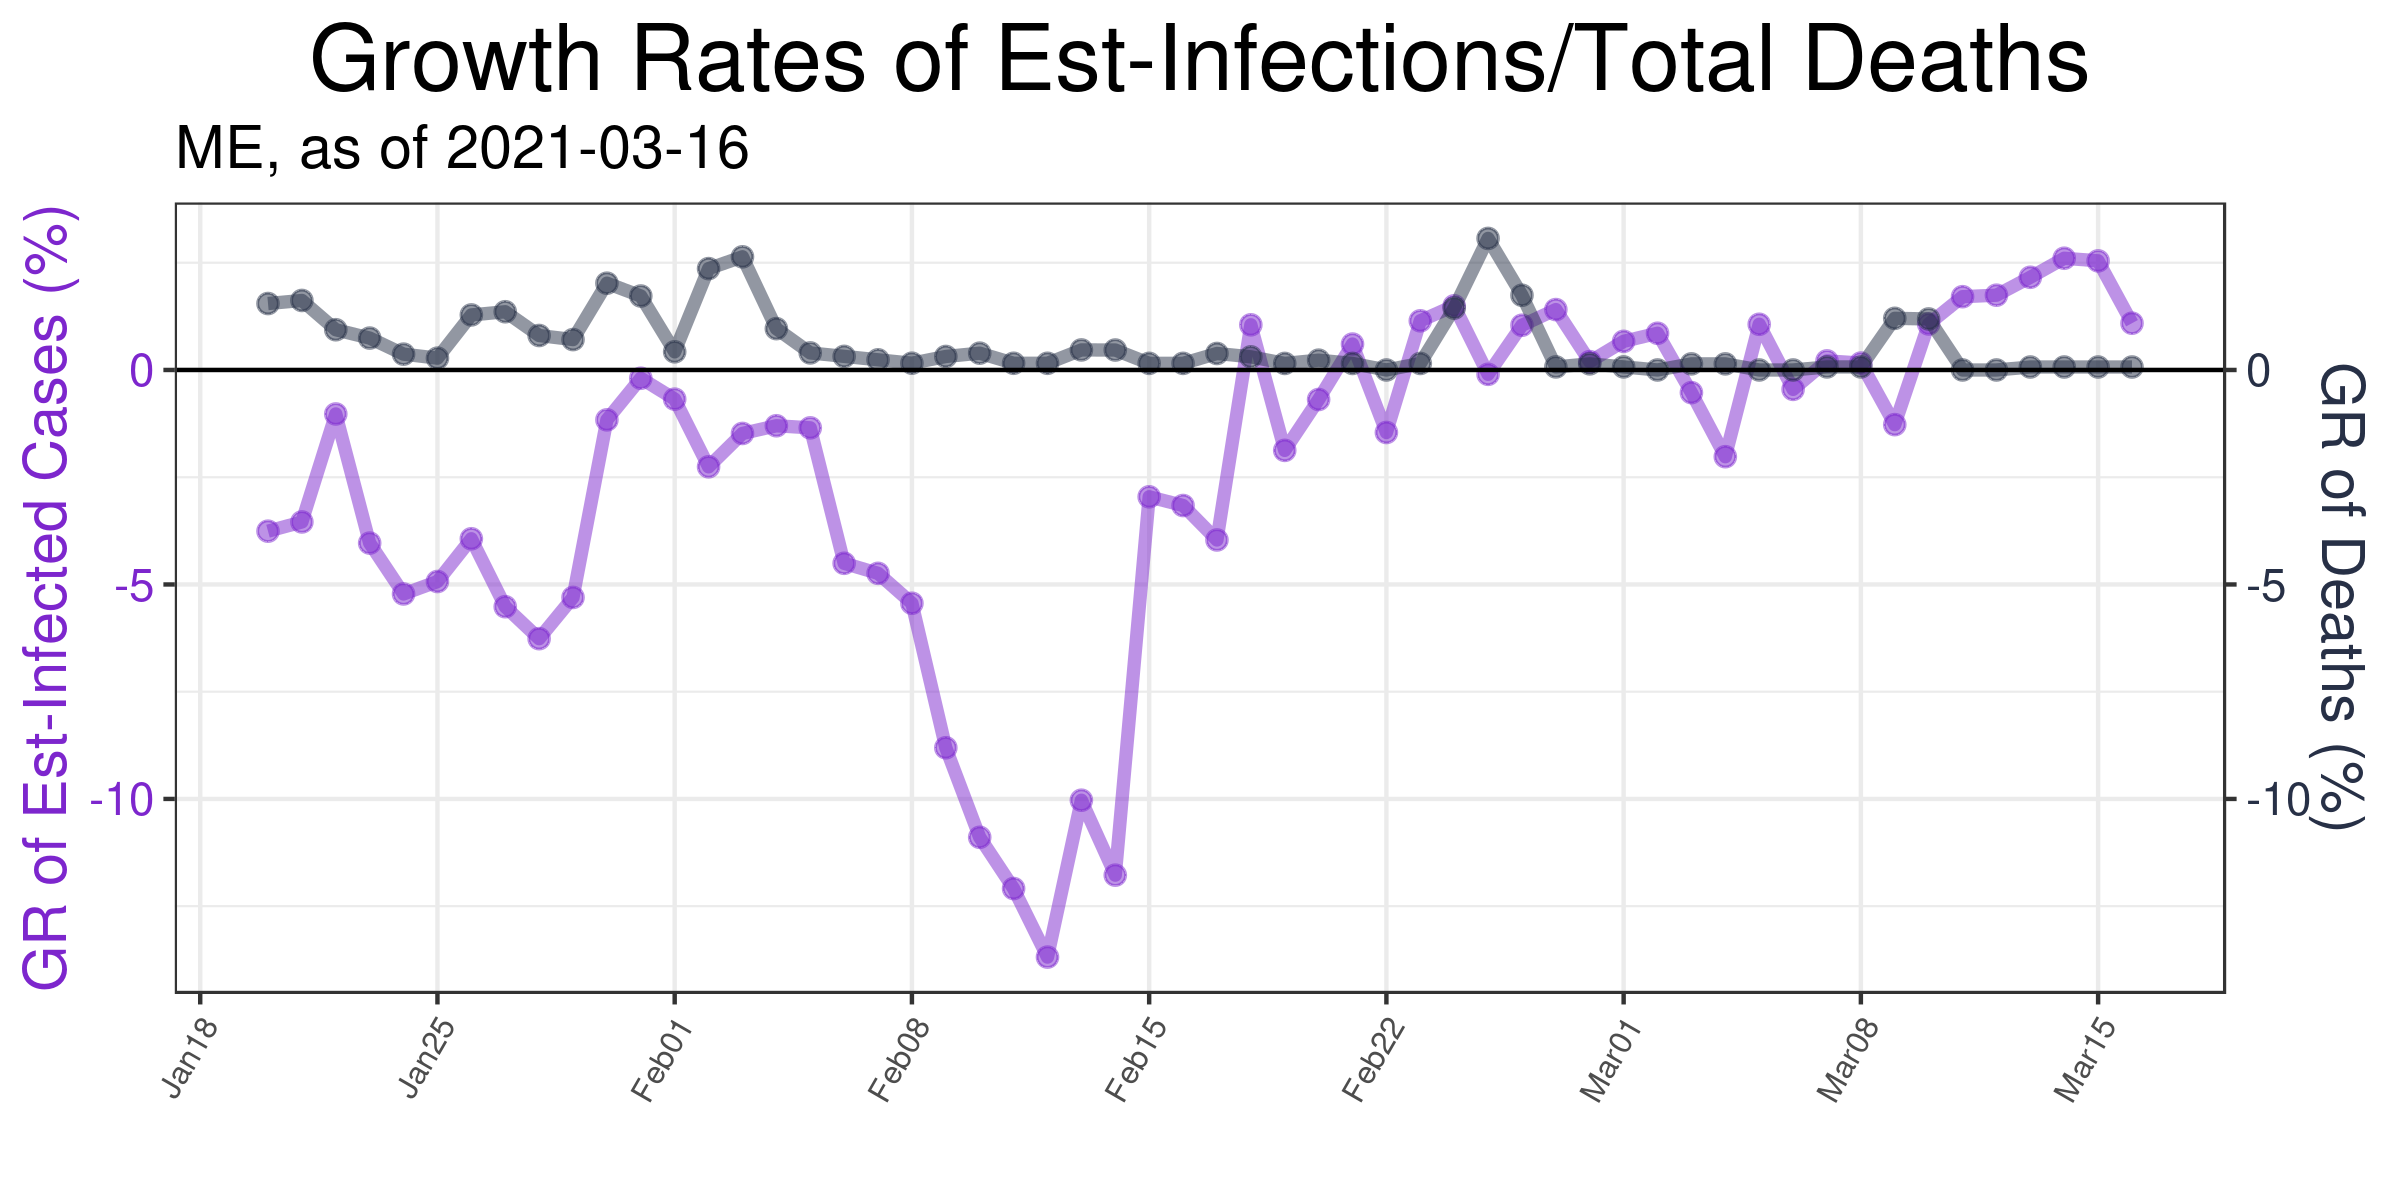 Growth Rates of Est-Infections/Total Deaths
ME, as of 2021-03-16
GR of Est-Infected Cases (%)
0
-5
-10
0
-5
-10
GR of Deaths (%)
Jan18
Jan25
Feb01
Feb08
Feb15
Feb22
Mar01
Mar08
Mar15